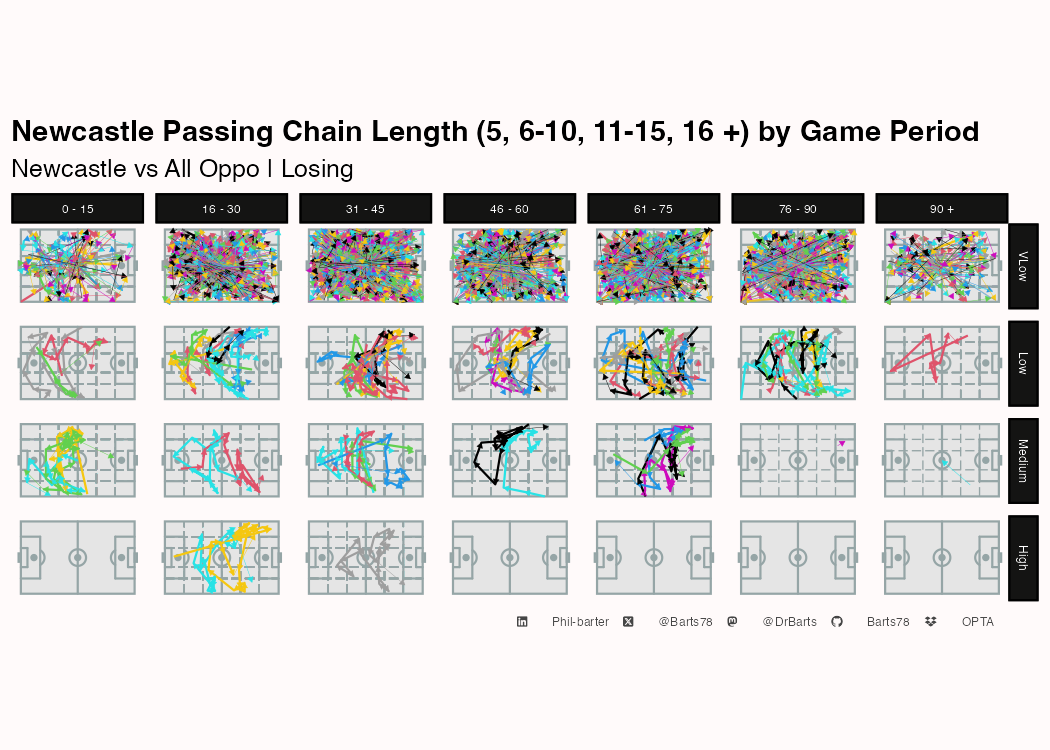 Newcastle Passing Chain Length (5, 6-10, 11-15, 16 +) by Game Period
Newcastle vs All Oppo | Losing
0 - 15 16 - 30 31 - 45 46 - 60 61 - 75 76 - 90 90 +
VLow
Low
Medium
High
Phil-barter @Barts78 @DrBarts Barts78 OPTA